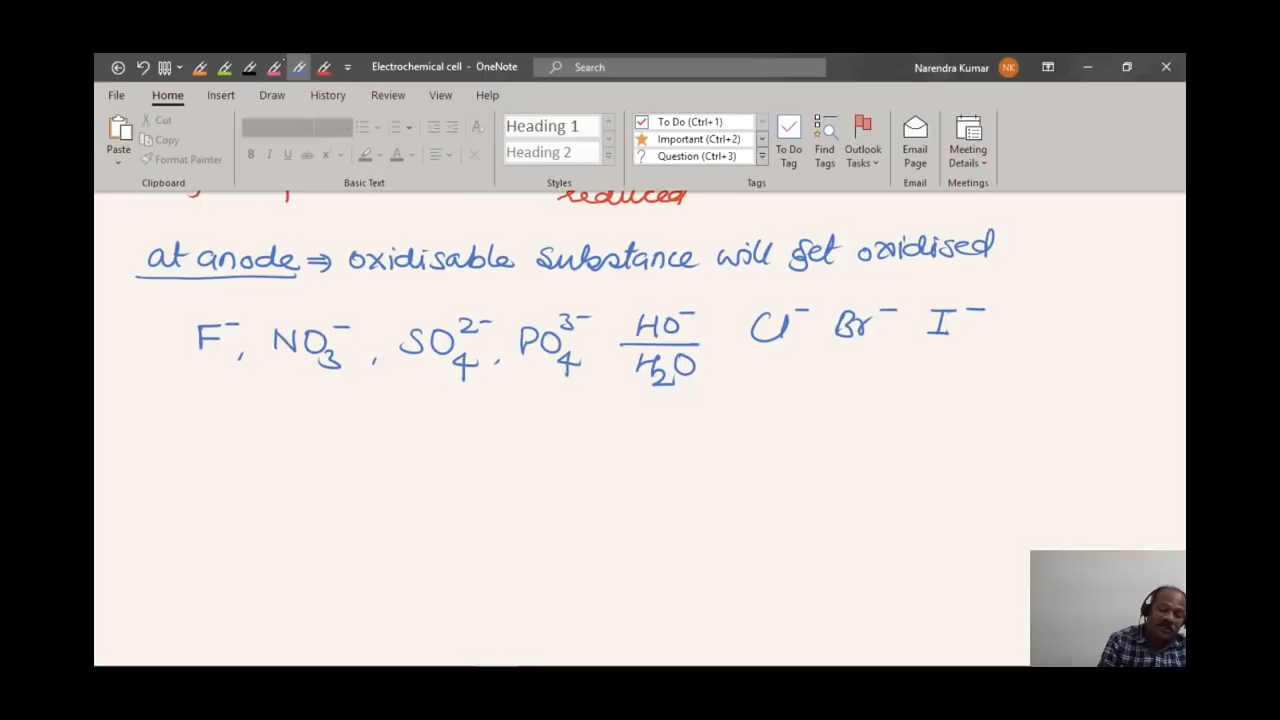 Electrochemical cell - OneNote
Search
Narendra Kumar NK
File Home Insert Draw History Review View Help
Paste
Cut
Copy
Format Painter
Clipboard
B I U ab x A
Basic Text
Heading 1
Heading 2
Styles
To Do (Ctrl+1)
Important (Ctrl+2)
? Question (Ctrl+3)
To Do Tag
Find Tags
Outlook Tasks
Tags
Email Page
Email
Meeting Details
Meetings
reduced
at anode ⇒ oxidisable substance will get oxidised
F⁻, NO₃⁻, SO₄²⁻, PO₄³⁻ HO⁻/H₂O Cl⁻ Br⁻ I⁻